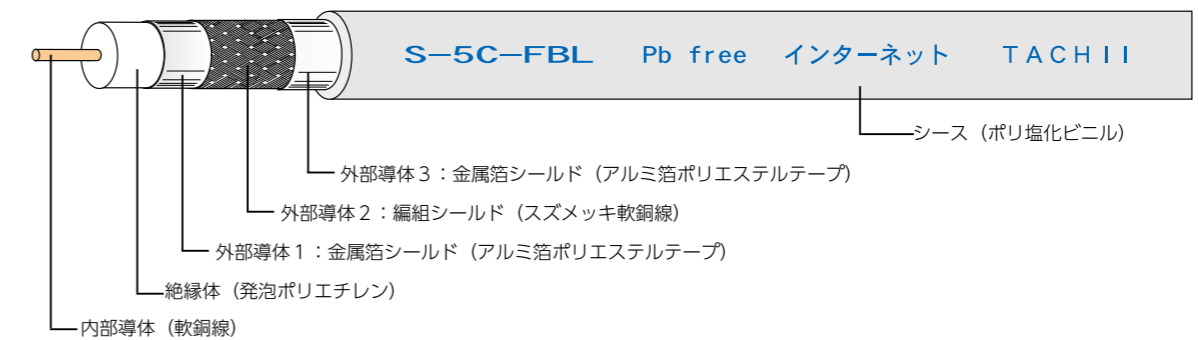 S-5C-FBL Pb free インターネット TACHII
シース（ポリ塩化ビニル）
外部導体3：金属箔シールド（アルミ箔ポリエステルテープ）
外部導体2：編組シールド（スズメッキ軟銅線）
外部導体1：金属箔シールド（アルミ箔ポリエステルテープ）
絶縁体（発泡ポリエチレン）
内部導体（軟銅線）